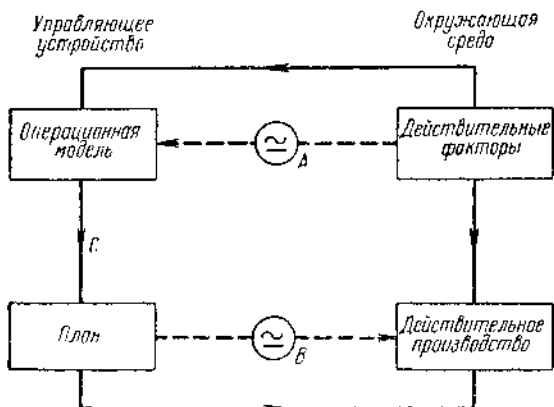 Управляющее
устройство
Окружающая
среда
Операционная
модель
≃
A
Действительные
факторы
C
План
≃
B
Действительное
производство